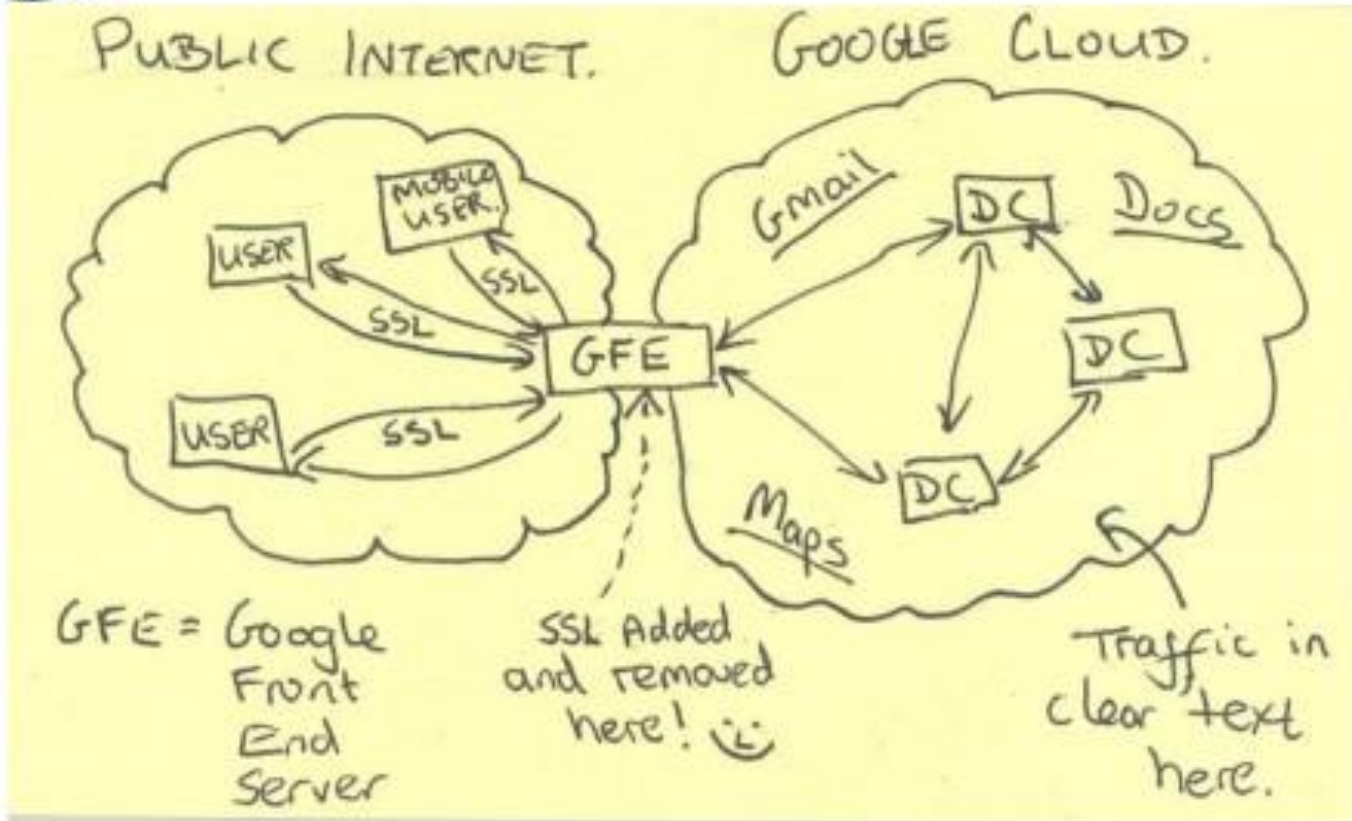 PUBLIC INTERNET.
GOOGLE CLOUD.
MOBILE
USER.
USER
SSL
SSL
USER
SSL
GFE
Gmail
DC
Docs
DC
DC
Maps
GFE = Google
Front
End
Server
SSL Added
and removed
here!
Traffic in
clear text
here.